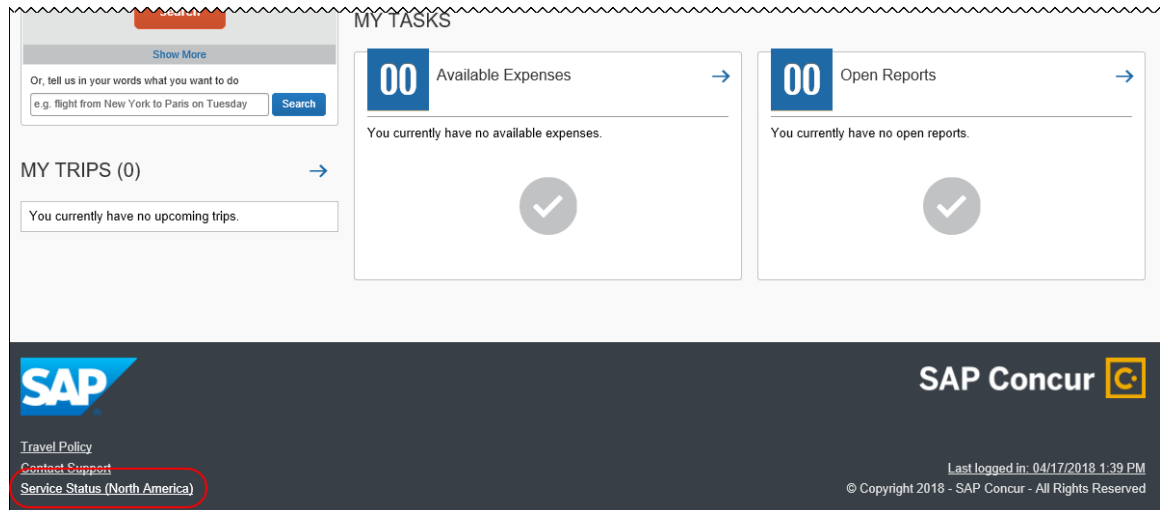 Search
Show More
Or, tell us in your words what you want to do
e.g. flight from New York to Paris on Tuesday
Search
MY TRIPS (0)
You currently have no upcoming trips.
MY TASKS
00
Available Expenses
You currently have no available expenses.
00
Open Reports
You currently have no open reports.
SAP
®
SAP Concur C.
Travel Policy
Contact Support
Service Status (North America)
Last logged in: 04/17/2018 1:39 PM
© Copyright 2018 - SAP Concur - All Rights Reserved